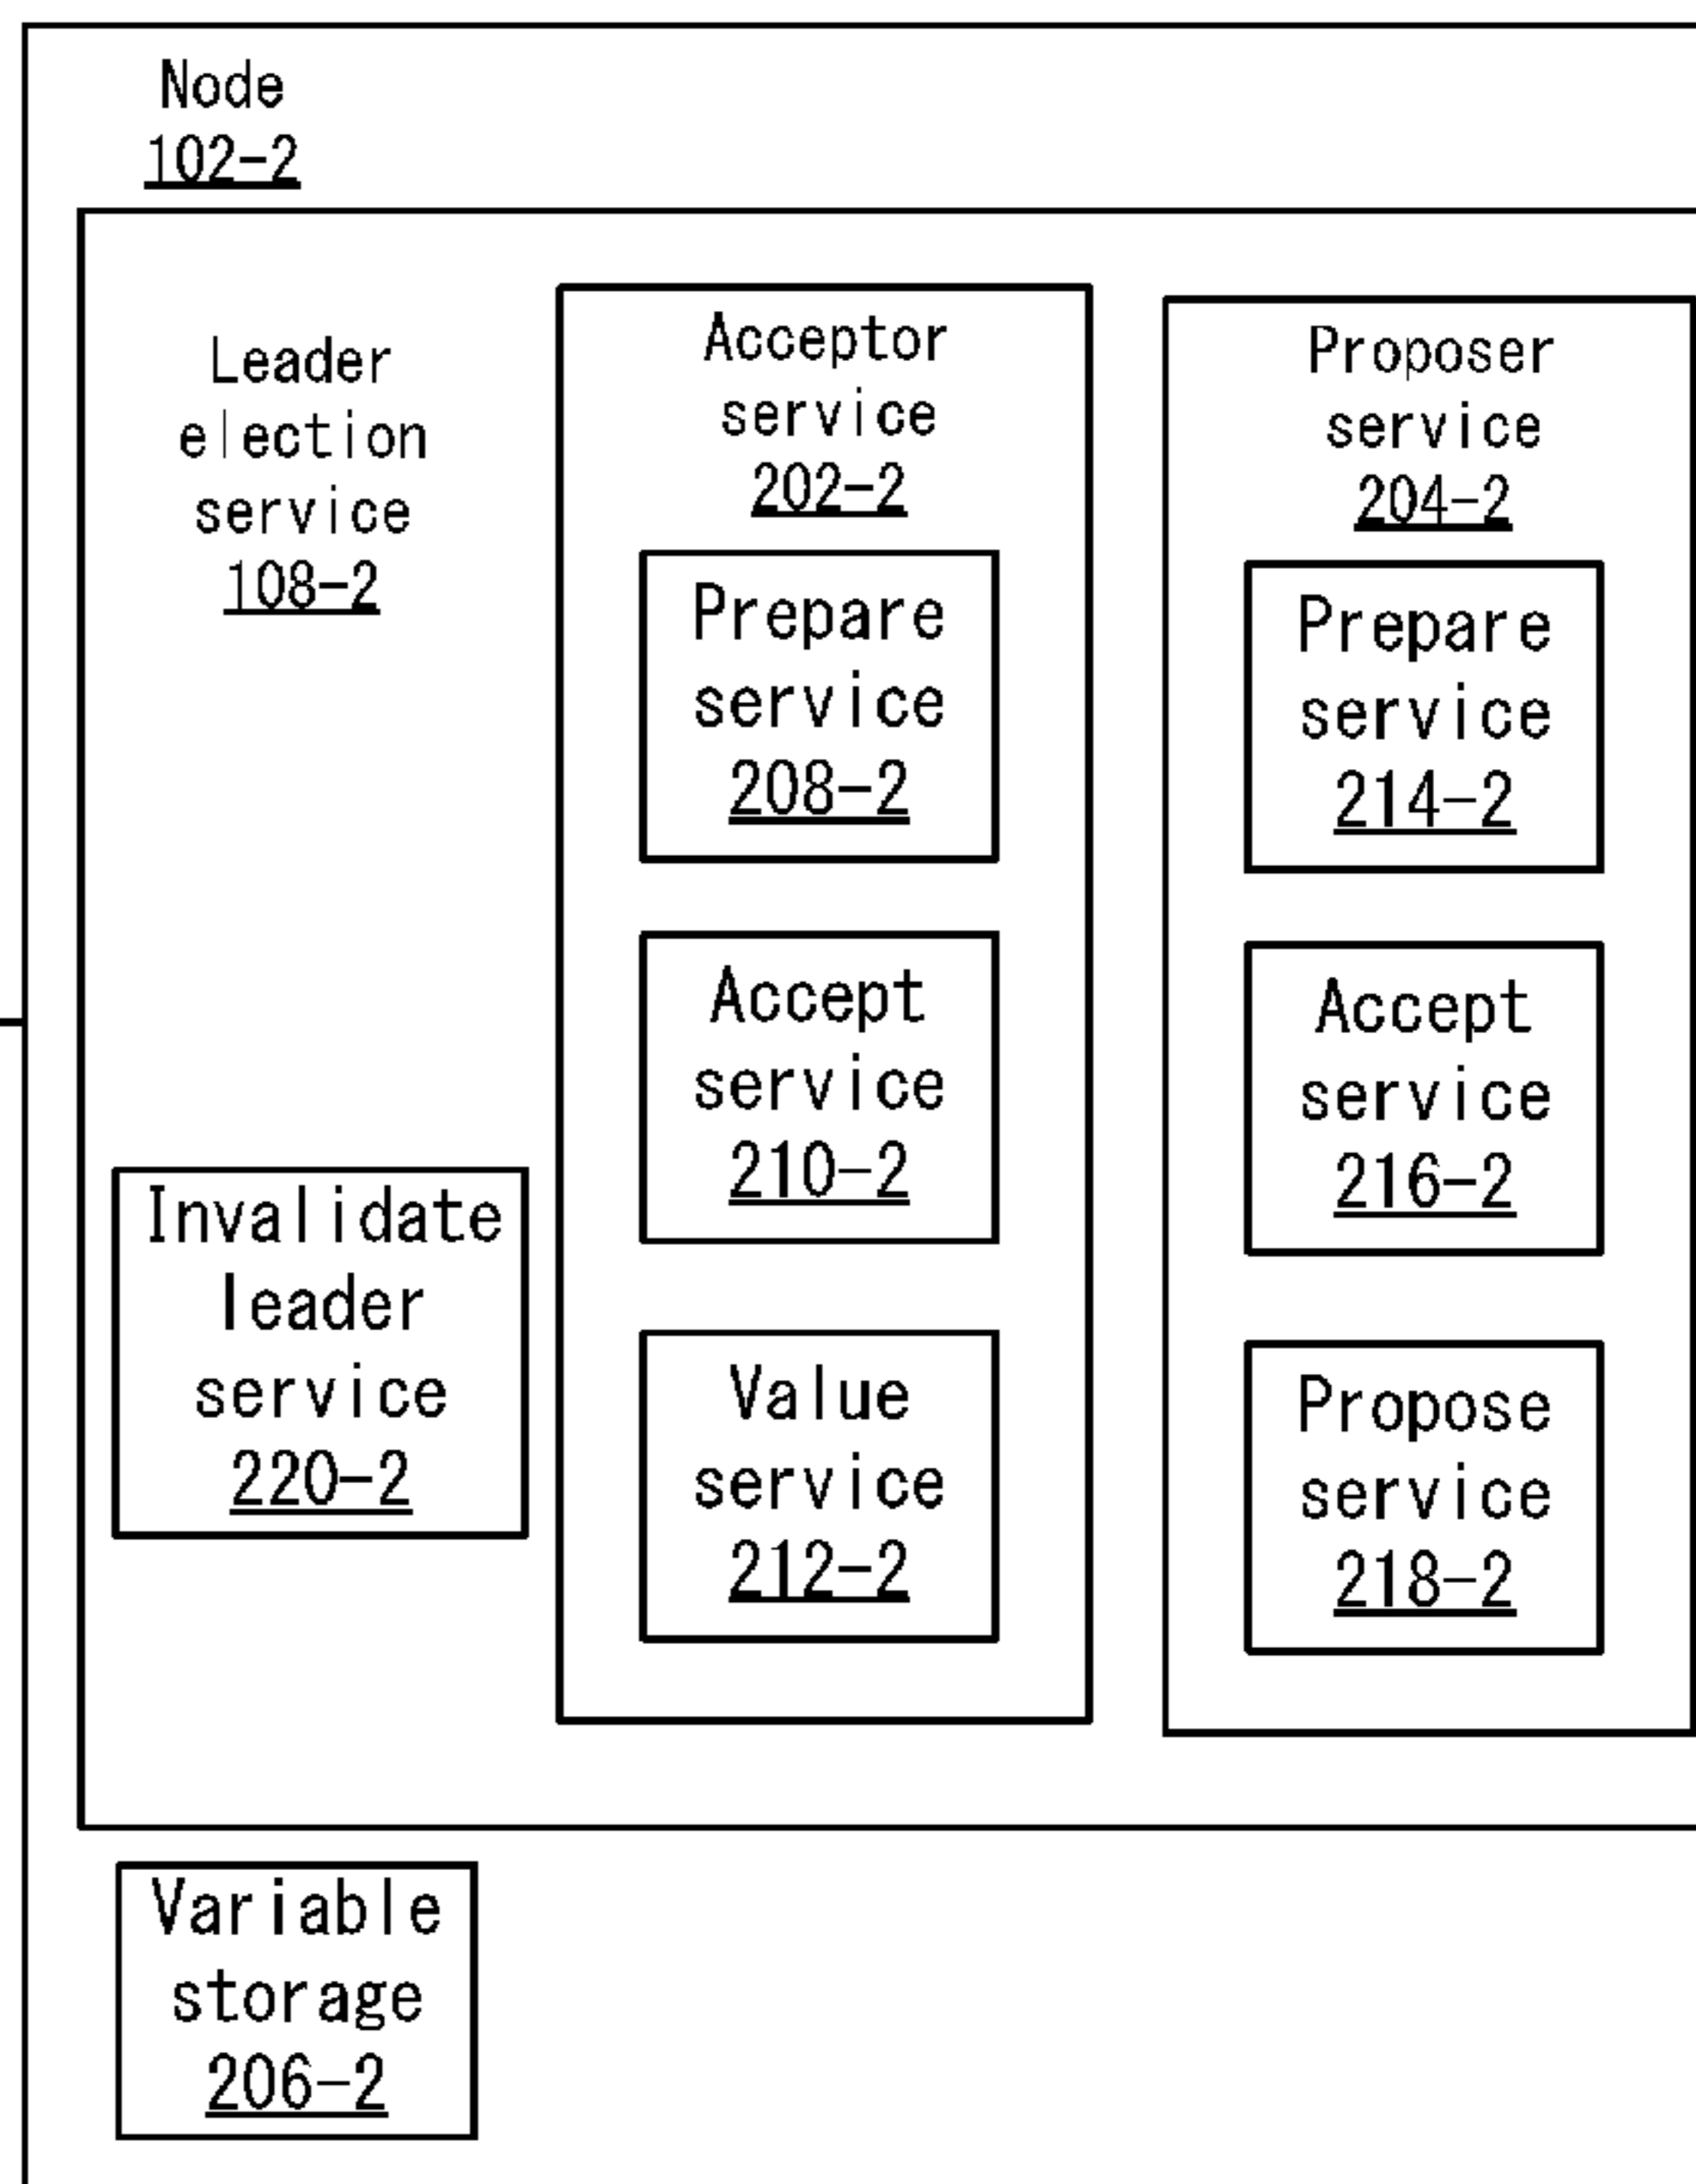 Node
102-2
Leader
election
service
108-2
Acceptor
service
202-2
Prepare
service
208-2
Accept
service
210-2
Value
service
212-2
Proposer
service
204-2
Prepare
service
214-2
Accept
service
216-2
Propose
service
218-2
Invalidate
leader
service
220-2
Variable
storage
206-2